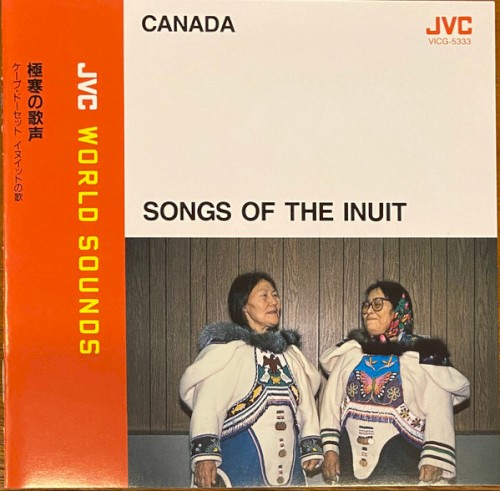 CANADA
JVC
VICG-5333
極寒の歌声
ケープ・ドーセット イヌイットの歌
JVC WORLD SOUNDS
SONGS OF THE INUIT